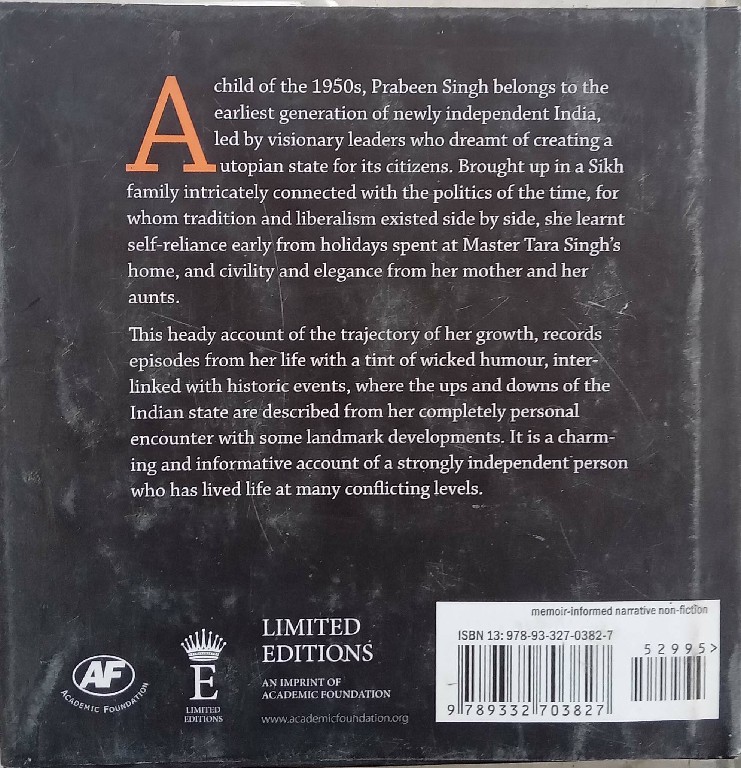 A child of the 1950s, Prabeen Singh belongs to the
earliest generation of newly independent India,
led by visionary leaders who dreamt of creating a
utopian state for its citizens. Brought up in a Sikh
family intricately connected with the politics of the time, for
whom tradition and liberalism existed side by side, she learnt
self-reliance early from holidays spent at Master Tara Singh's
home, and civility and elegance from her mother and her
aunts.
This heady account of the trajectory of her growth, records
episodes from her life with a tint of wicked humour, inter-
linked with historic events, where the ups and downs of the
Indian state are described from her completely personal
encounter with some landmark developments. It is a charm-
ing and informative account of a strongly independent person
who has lived life at many conflicting levels.
AF
ACADEMIC FOUNDATION
E
LIMITED
EDITIONS
LIMITED
EDITIONS
AN IMPRINT OF
ACADEMIC FOUNDATION
www.academicfoundation.org
memoir-informed narrative non-fiction
ISBN 13: 978-93-327-0382-7
52995>
9 789332 703827